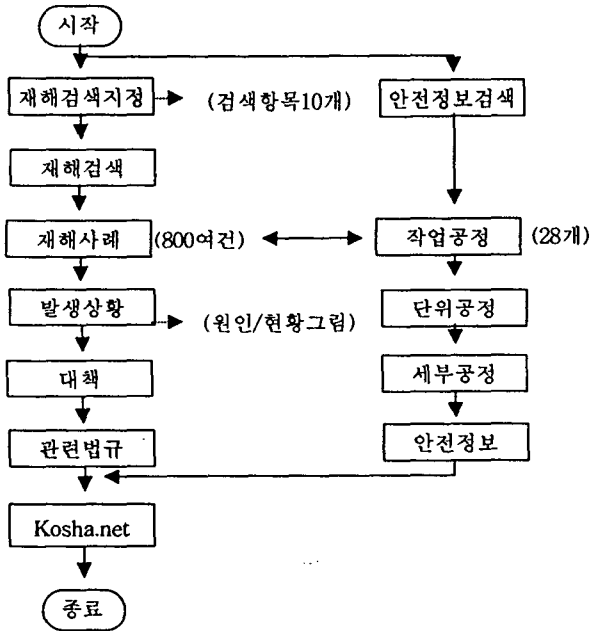 시작
재해검색지정 (검색항목10개) 안전정보검색
재해검색
재해사례 (800여건) 작업공정 (28개)
발생상황 단위공정
(원인/현황그림)
대책 세부공정
관련법규 안전정보
Kosha.net
종료